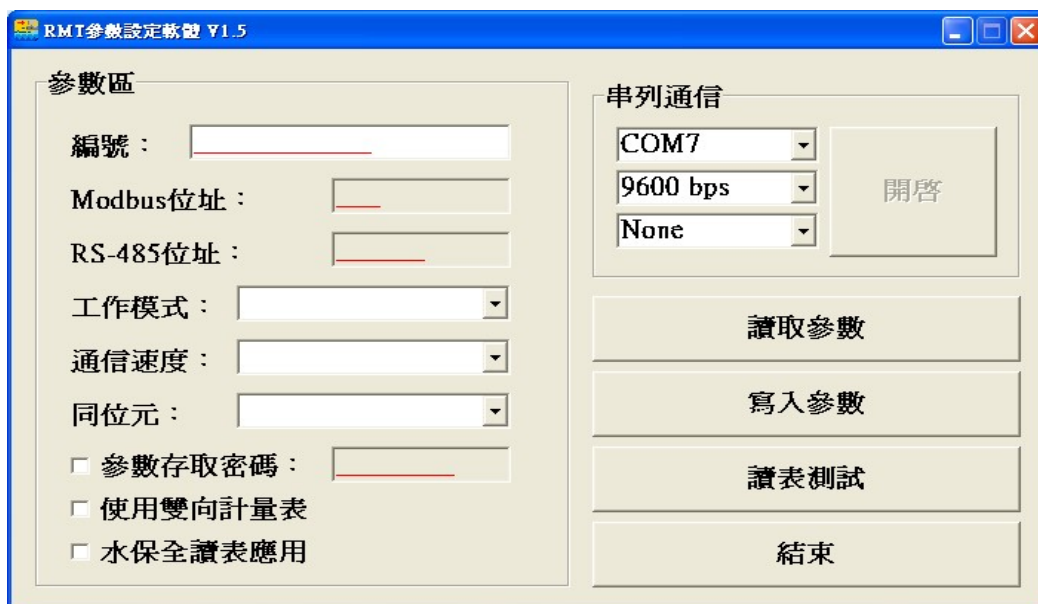 RMT參數設定軟體 V1.5
參數區
編號：
Modbus位址：
RS-485位址：
工作模式：
通信速度：
同位元：
參數存取密碼：
使用雙向計量表
水保全讀表應用
串列通信
COM7
9600 bps
None
開啓
讀取參數
寫入參數
讀表測試
結束